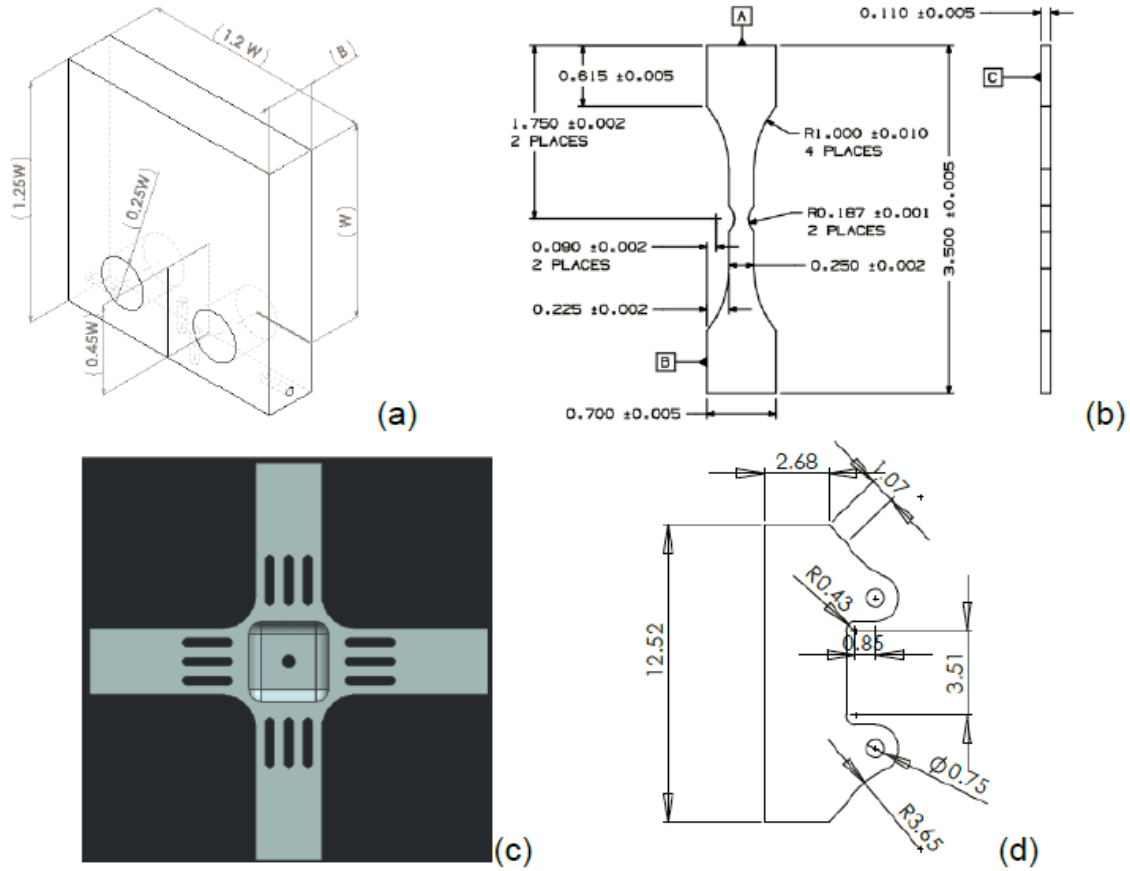 (1.2 W)
(B)
(1.25W)
(0.25W)
(W)
(0.45W)
(a)
A
0.110 ±0.005
0.615 ±0.005
C
1.750 ±0.002
2 PLACES
R1.000 ±0.010
4 PLACES
3.500 ±0.005
R0.187 ±0.001
2 PLACES
0.090 ±0.002
2 PLACES
0.250 ±0.002
0.225 ±0.002
B
0.700 ±0.005
(b)
(c)
2.68
1.07
R0.43
0.85
12.52
3.51
Ø0.75
R3.65
(d)